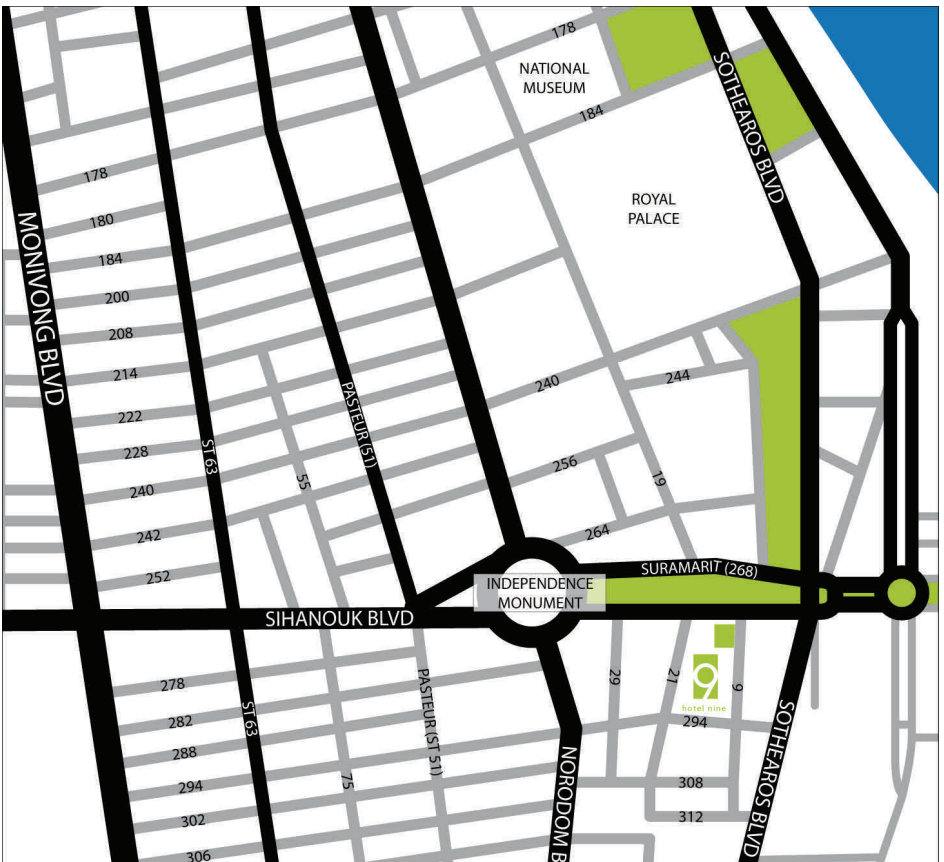 178
NATIONAL
MUSEUM
SOTHEAROS BLVD
184
178
ROYAL
PALACE
180
MONIVONG BLVD
184
200
208
214
240
244
PASTEUR (51)
222
ST 63
228
256
55
19
240
242
264
252
SURAMARIT (268)
INDEPENDENCE
MONUMENT
SIHANOUK BLVD
278
PASTEUR (ST 51)
29
21
9
9
hotel nine
282
ST 63
294
SOTHEAROS BLVD
288
294
75
NORODOM B
308
302
312
306